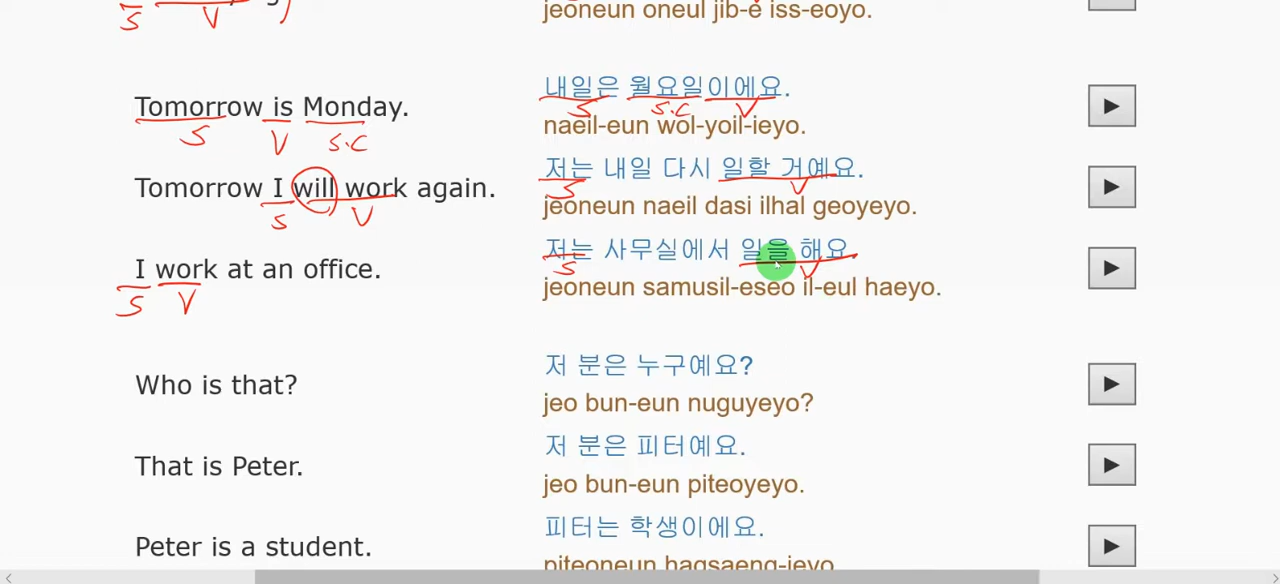 jeoneun oneul jib-e iss-eoyo.
S V
Tomorrow is Monday.
내일은 월요일이에요.
S V S.C
S S.C V
naeil-eun wol-yoil-ieyo.
Tomorrow I will work again.
저는 내일 다시 일할 거예요.
S V
S V
jeoneun naeil dasi ilhal geoyeyo.
I work at an office.
저는 사무실에서 일을 해요.
S V
S V
jeoneun samusil-eseo il-eul haeyo.
Who is that?
저 분은 누구예요?
jeo bun-eun nuguyeyo?
That is Peter.
저 분은 피터예요.
jeo bun-eun piteoyeyo.
Peter is a student.
피터는 학생이에요.
piteoneun hagsaeng-ieyo.